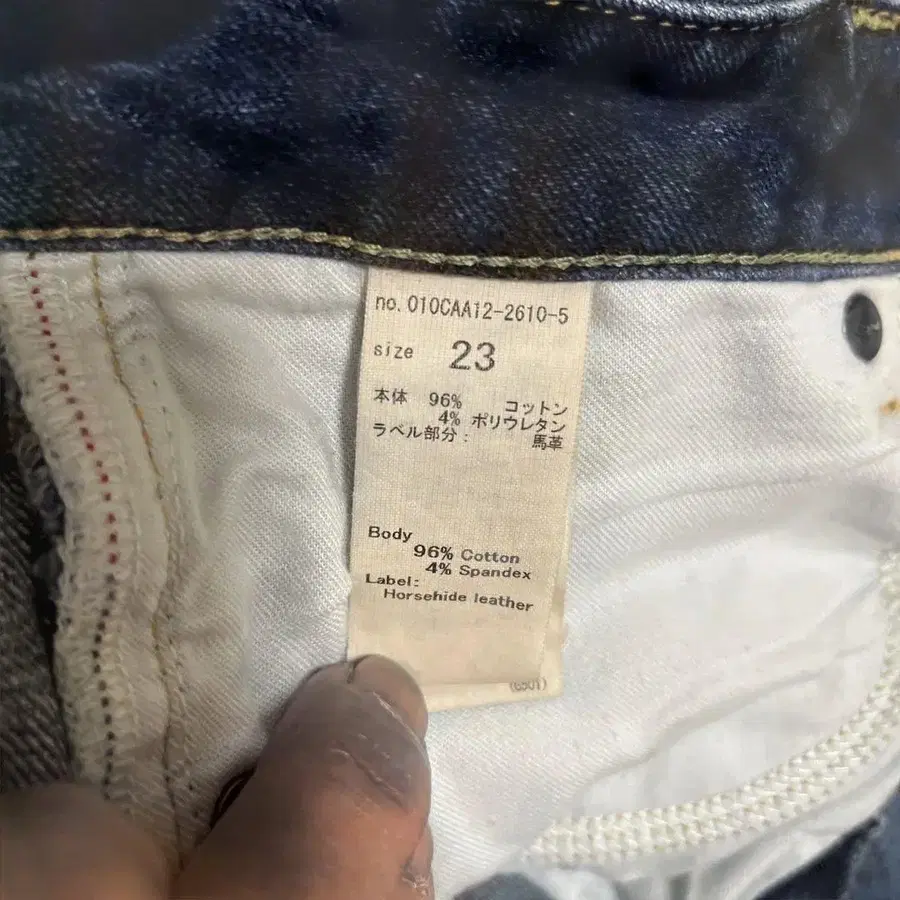 no. 010CAA12-2610-5
size 23
本体 96% コットン
4% ポリウレタン
ラベル部分: 馬革
Body
96% Cotton
4% Spandex
Label:
Horsehide leather
(6501)